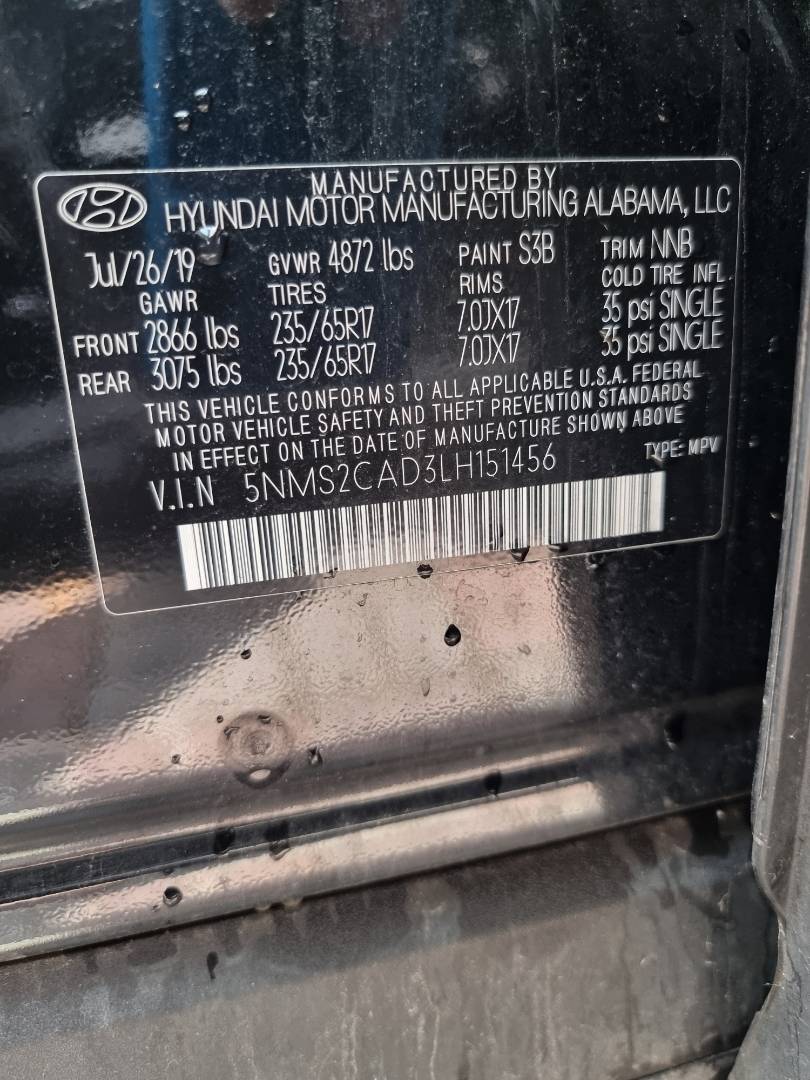 MANUFACTURED BY
HYUNDAI MOTOR MANUFACTURING ALABAMA, LLC
Jul/26/19 GVWR 4872 lbs PAINT S3B TRIM NNB
GAWR TIRES RIMS COLD TIRE INFL.
FRONT 2866 lbs 235/65R17 7.0JX17 35 psi SINGLE
REAR 3075 lbs 235/65R17 7.0JX17 35 psi SINGLE
THIS VEHICLE CONFORMS TO ALL APPLICABLE U.S.A. FEDERAL
MOTOR VEHICLE SAFETY AND THEFT PREVENTION STANDARDS
IN EFFECT ON THE DATE OF MANUFACTURE SHOWN ABOVE
V.I.N 5NMS2CAD3LH151456 TYPE: MPV